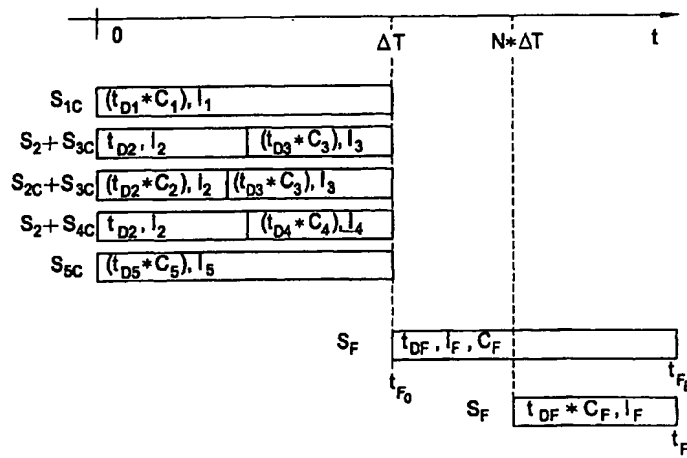 0 ΔT N*ΔT t
S1C (tD1*C1), I1
S2+S3C tD2, I2 (tD3*C3), I3
S2C+S3C (tD2*C2), I2 (tD3*C3), I3
S2+S4C tD2, I2 (tD4*C4), I4
S5C (tD5*C5), I5
SF tDF, IF, CF
tF0
SF tDF*CF, IF
tF